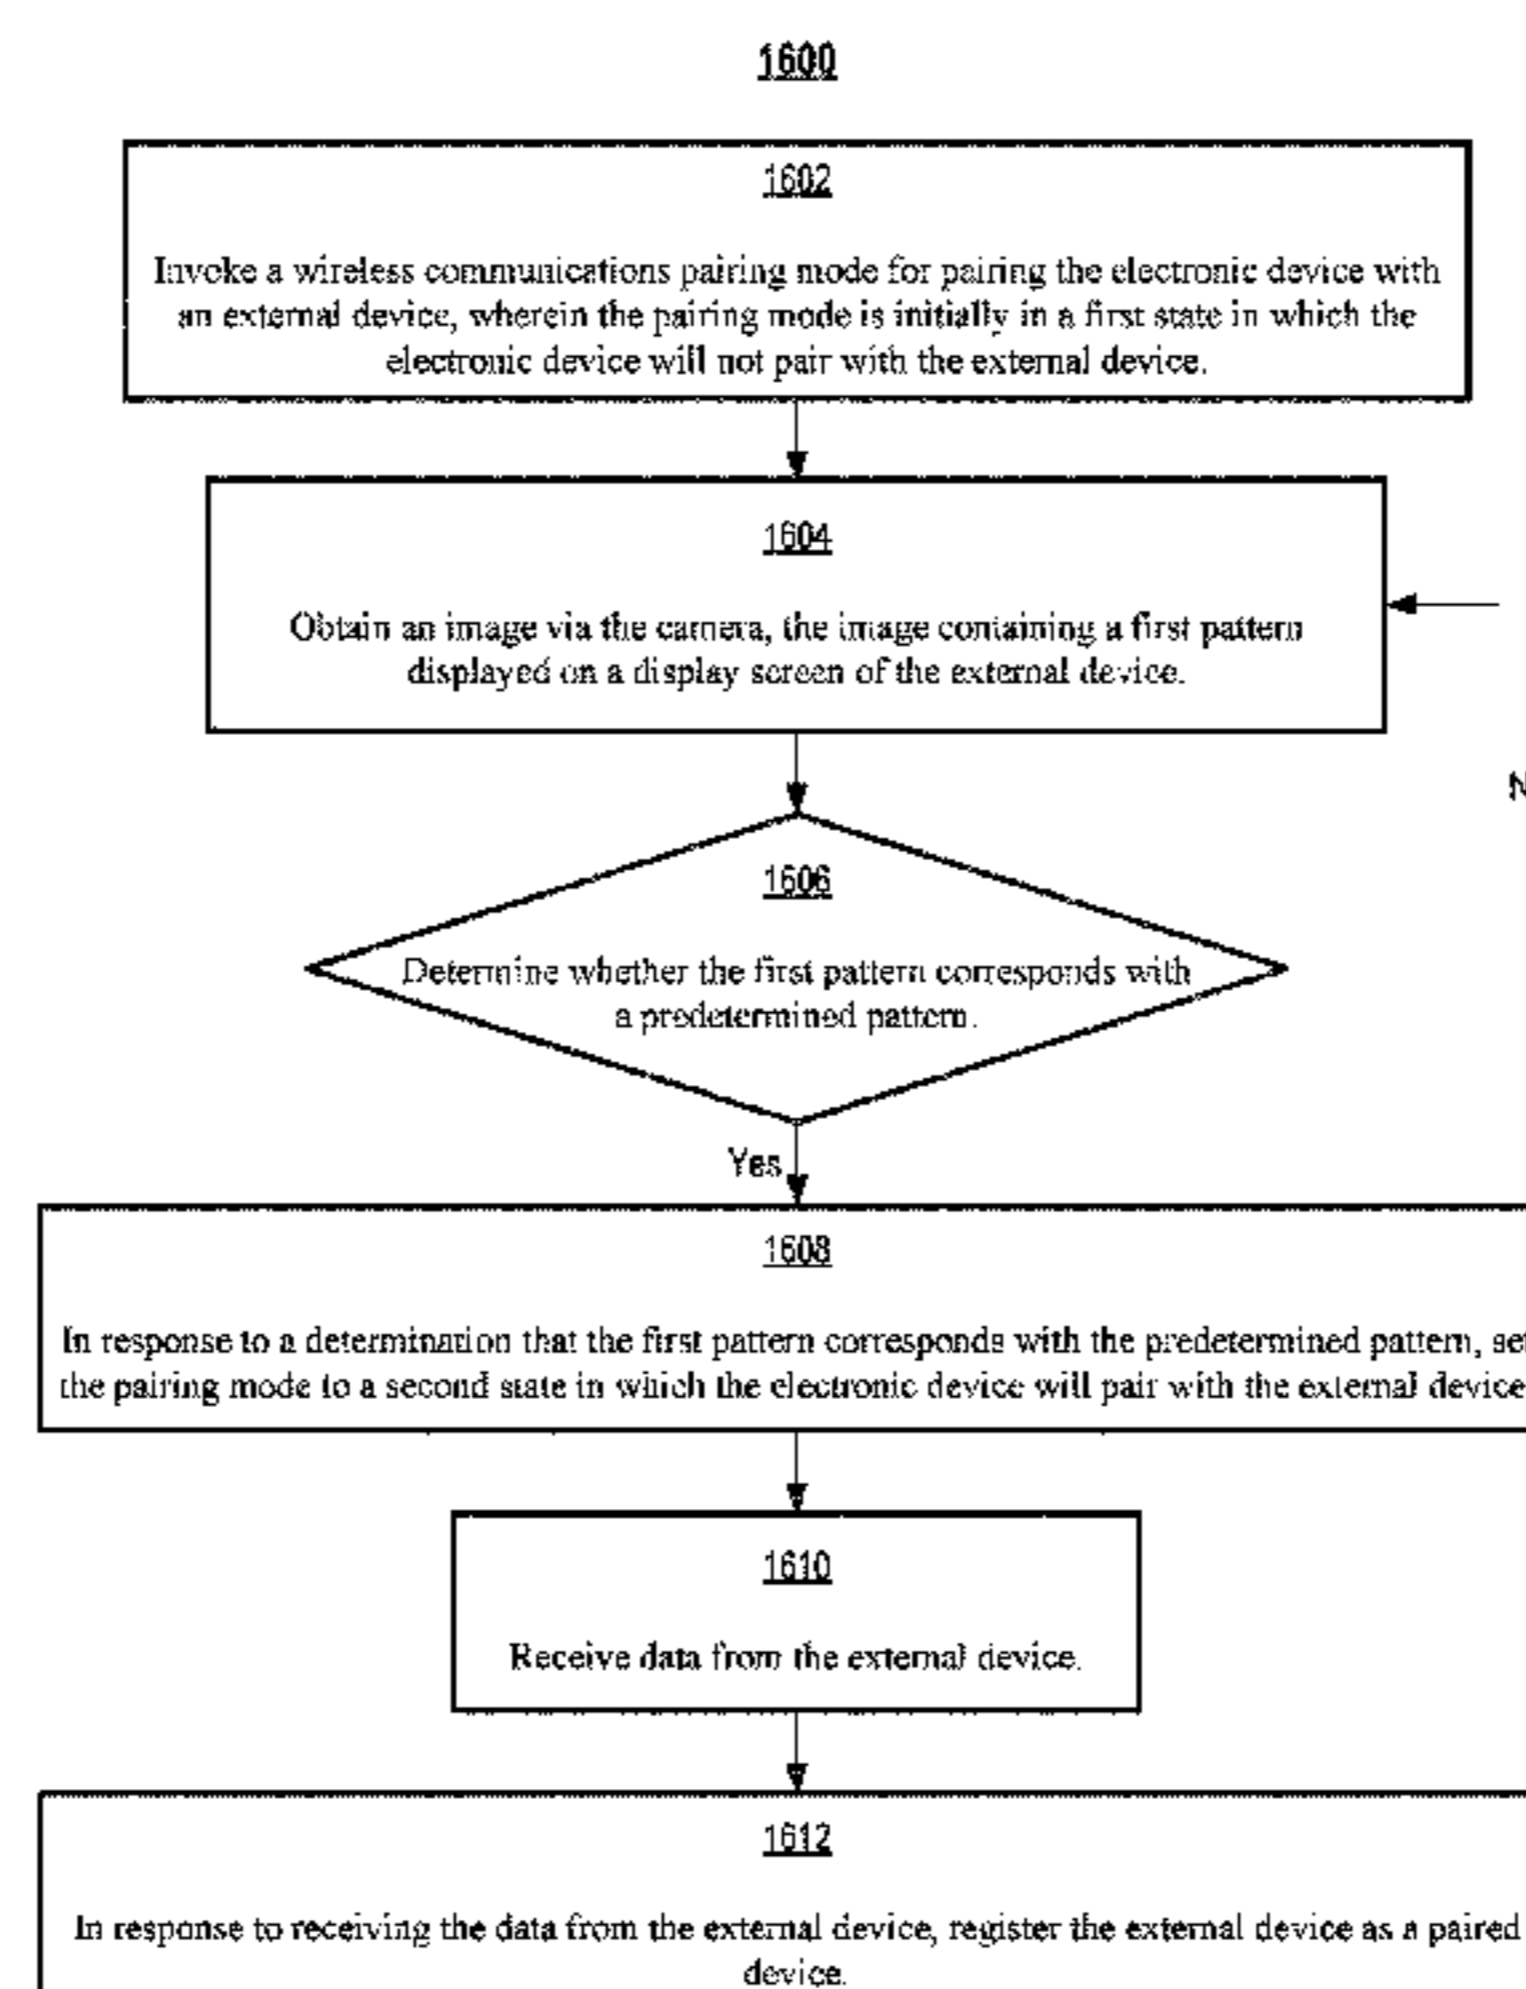 1600
1602
Invoke a wireless communications pairing mode for pairing the electronic device with
an external device, wherein the pairing mode is initially in a first state in which the
electronic device will not pair with the external device.
1604
Obtain an image via the camera, the image containing a first pattern
displayed on a display screen of the external device.
1606
Determine whether the first pattern corresponds with
a predetermined pattern.
Yes
1608
In response to a determination that the first pattern corresponds with the predetermined pattern, set
the pairing mode to a second state in which the electronic device will pair with the external device
1610
Receive data from the external device.
1612
In response to receiving the data from the external device, register the external device as a paired
device.